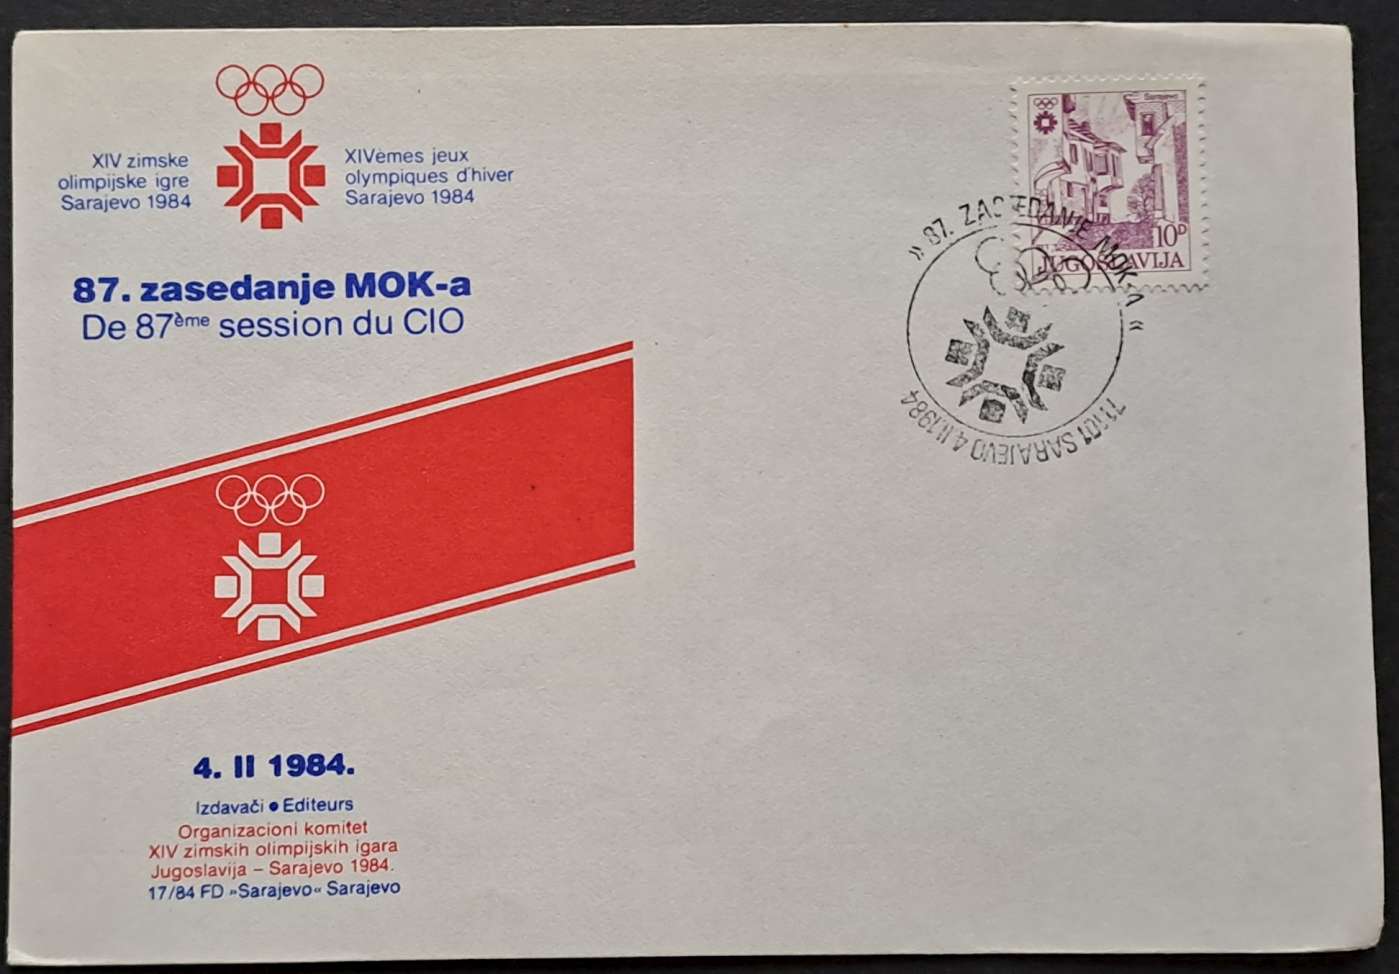 XIV zimske
olimpijske igre
Sarajevo 1984
XIVèmes jeux
olympiques d'hiver
Sarajevo 1984
87. zasedanje MOK-a
De 87ème session du CIO
Sarajevo
10D
JUGOSLAVIJA
» 87. ZASEDANJE MOK-A «
71101 SARAJEVO 4.II.1984
4. II 1984.
Izdavači • Editeurs
Organizacioni komitet
XIV zimskih olimpijskih igara
Jugoslavija – Sarajevo 1984.
17/84 FD »Sarajevo« Sarajevo